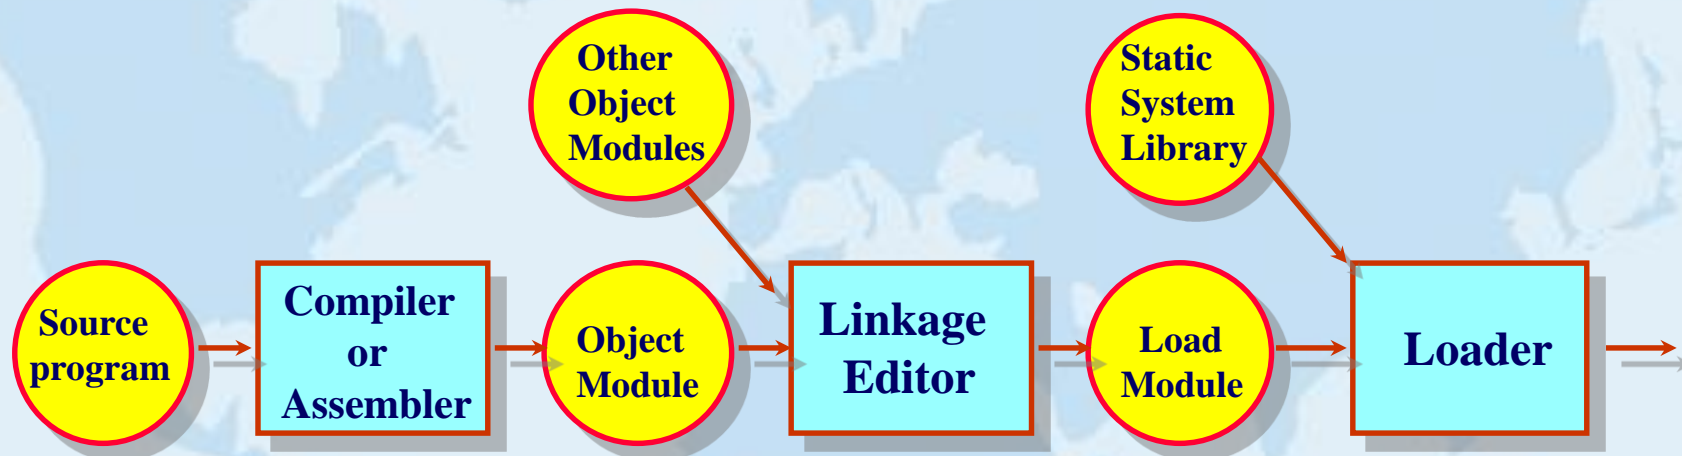 Other
Object
Modules
Static
System
Library
Source
program
Compiler
or
Assembler
Object
Module
Linkage
Editor
Load
Module
Loader